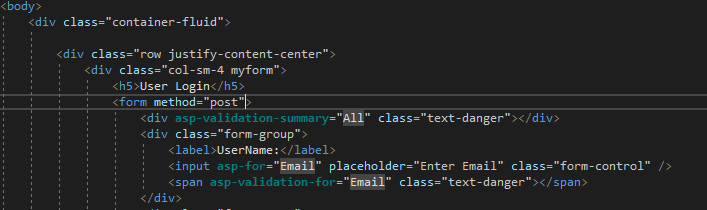 <body>
<div class="container-fluid">
<div class="row justify-content-center">
<div class="col-sm-4 myform">
<h5>User Login</h5>
<form method="post">
<div asp-validation-summary="All" class="text-danger"></div>
<div class="form-group">
<label>UserName:</label>
<input asp-for="Email" placeholder="Enter Email" class="form-control" />
<span asp-validation-for="Email" class="text-danger"></span>
</div>